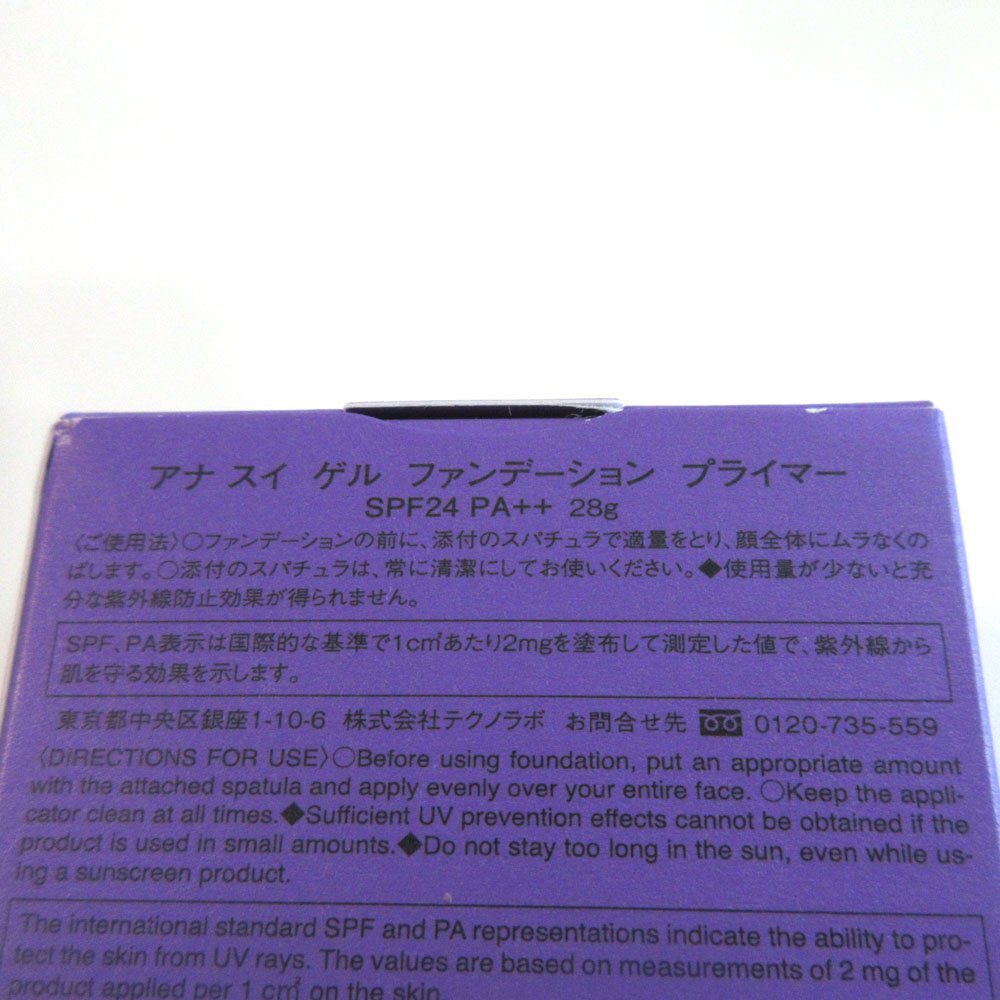 アナ スイ ゲル ファンデーション プライマー
SPF24 PA++ 28g
〈ご使用法〉○ファンデーションの前に、添付のスパチュラで適量をとり、顔全体にムラなくの
ばします。○添付のスパチュラは、常に清潔にしてお使いください。◆使用量が少ないと充
分な紫外線防止効果が得られません。
SPF、PA表示は国際的な基準で1c㎡あたり2mgを塗布して測定した値で、紫外線から
肌を守る効果を示します。
東京都中央区銀座1-10-6 株式会社テクノラボ お問合せ先 0120-735-559
〈DIRECTIONS FOR USE〉○Before using foundation, put an appropriate amount
with the attached spatula and apply evenly over your entire face. ○Keep the appli-
cator clean at all times.◆Sufficient UV prevention effects cannot be obtained if the
product is used in small amounts.◆Do not stay too long in the sun, even while us-
ing a sunscreen product.
The international standard SPF and PA representations indicate the ability to pro-
tect the skin from UV rays. The values are based on measurements of 2 mg of the
product applied per 1 c㎡ on the skin.